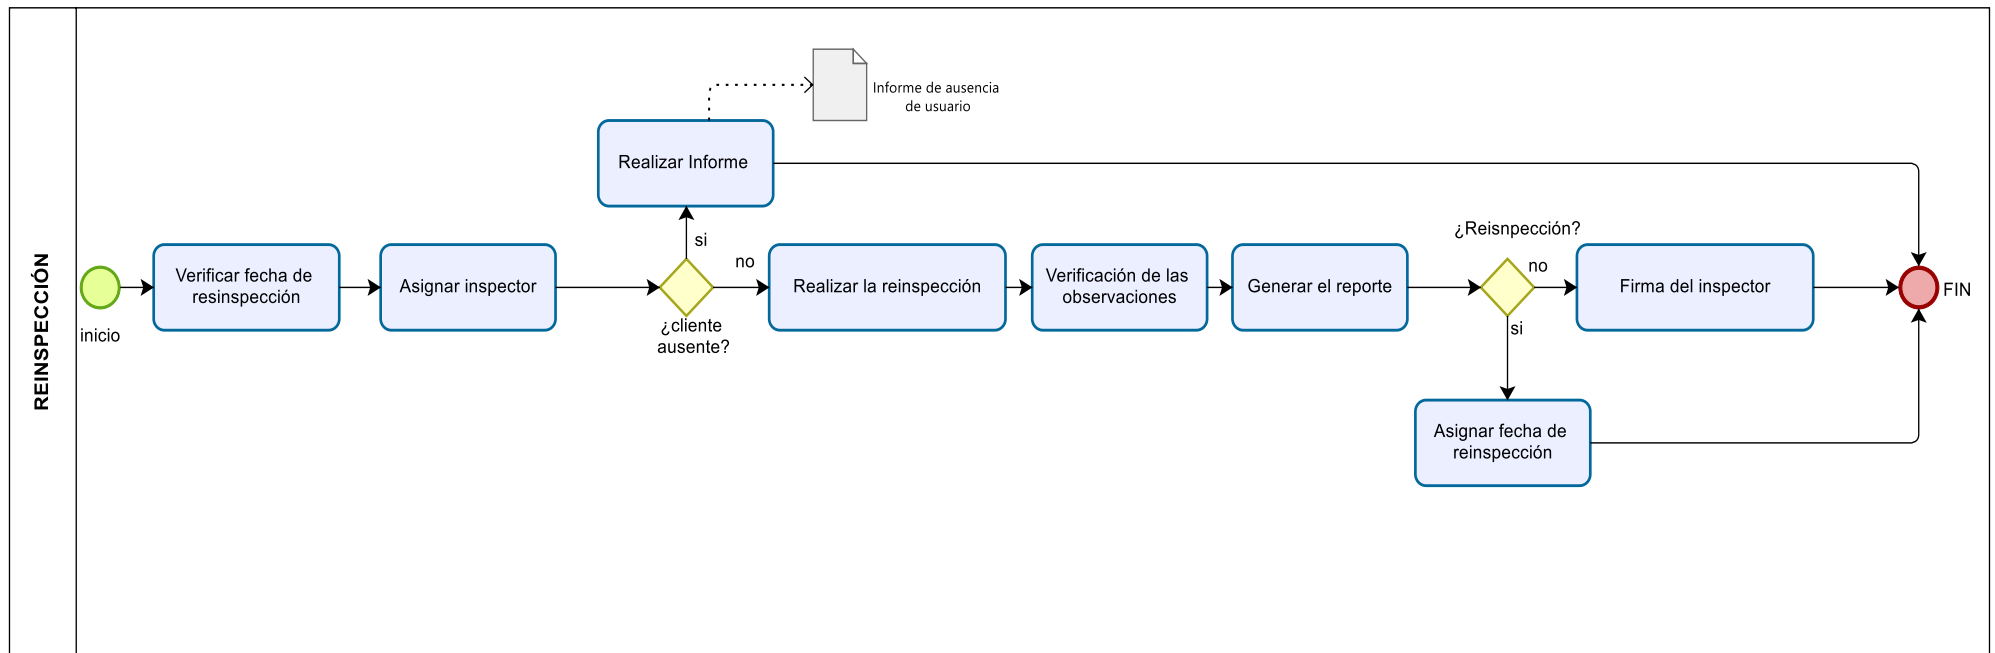 REINSPECCIÓN
inicio
Verificar fecha de
resinspección
Asignar inspector
¿cliente
ausente?
si
Realizar Informe
Informe de ausencia
de usuario
no
Realizar la reinspección
Verificación de las
observaciones
Generar el reporte
¿Reisnpección?
no
Firma del inspector
si
Asignar fecha de
reinspección
FIN